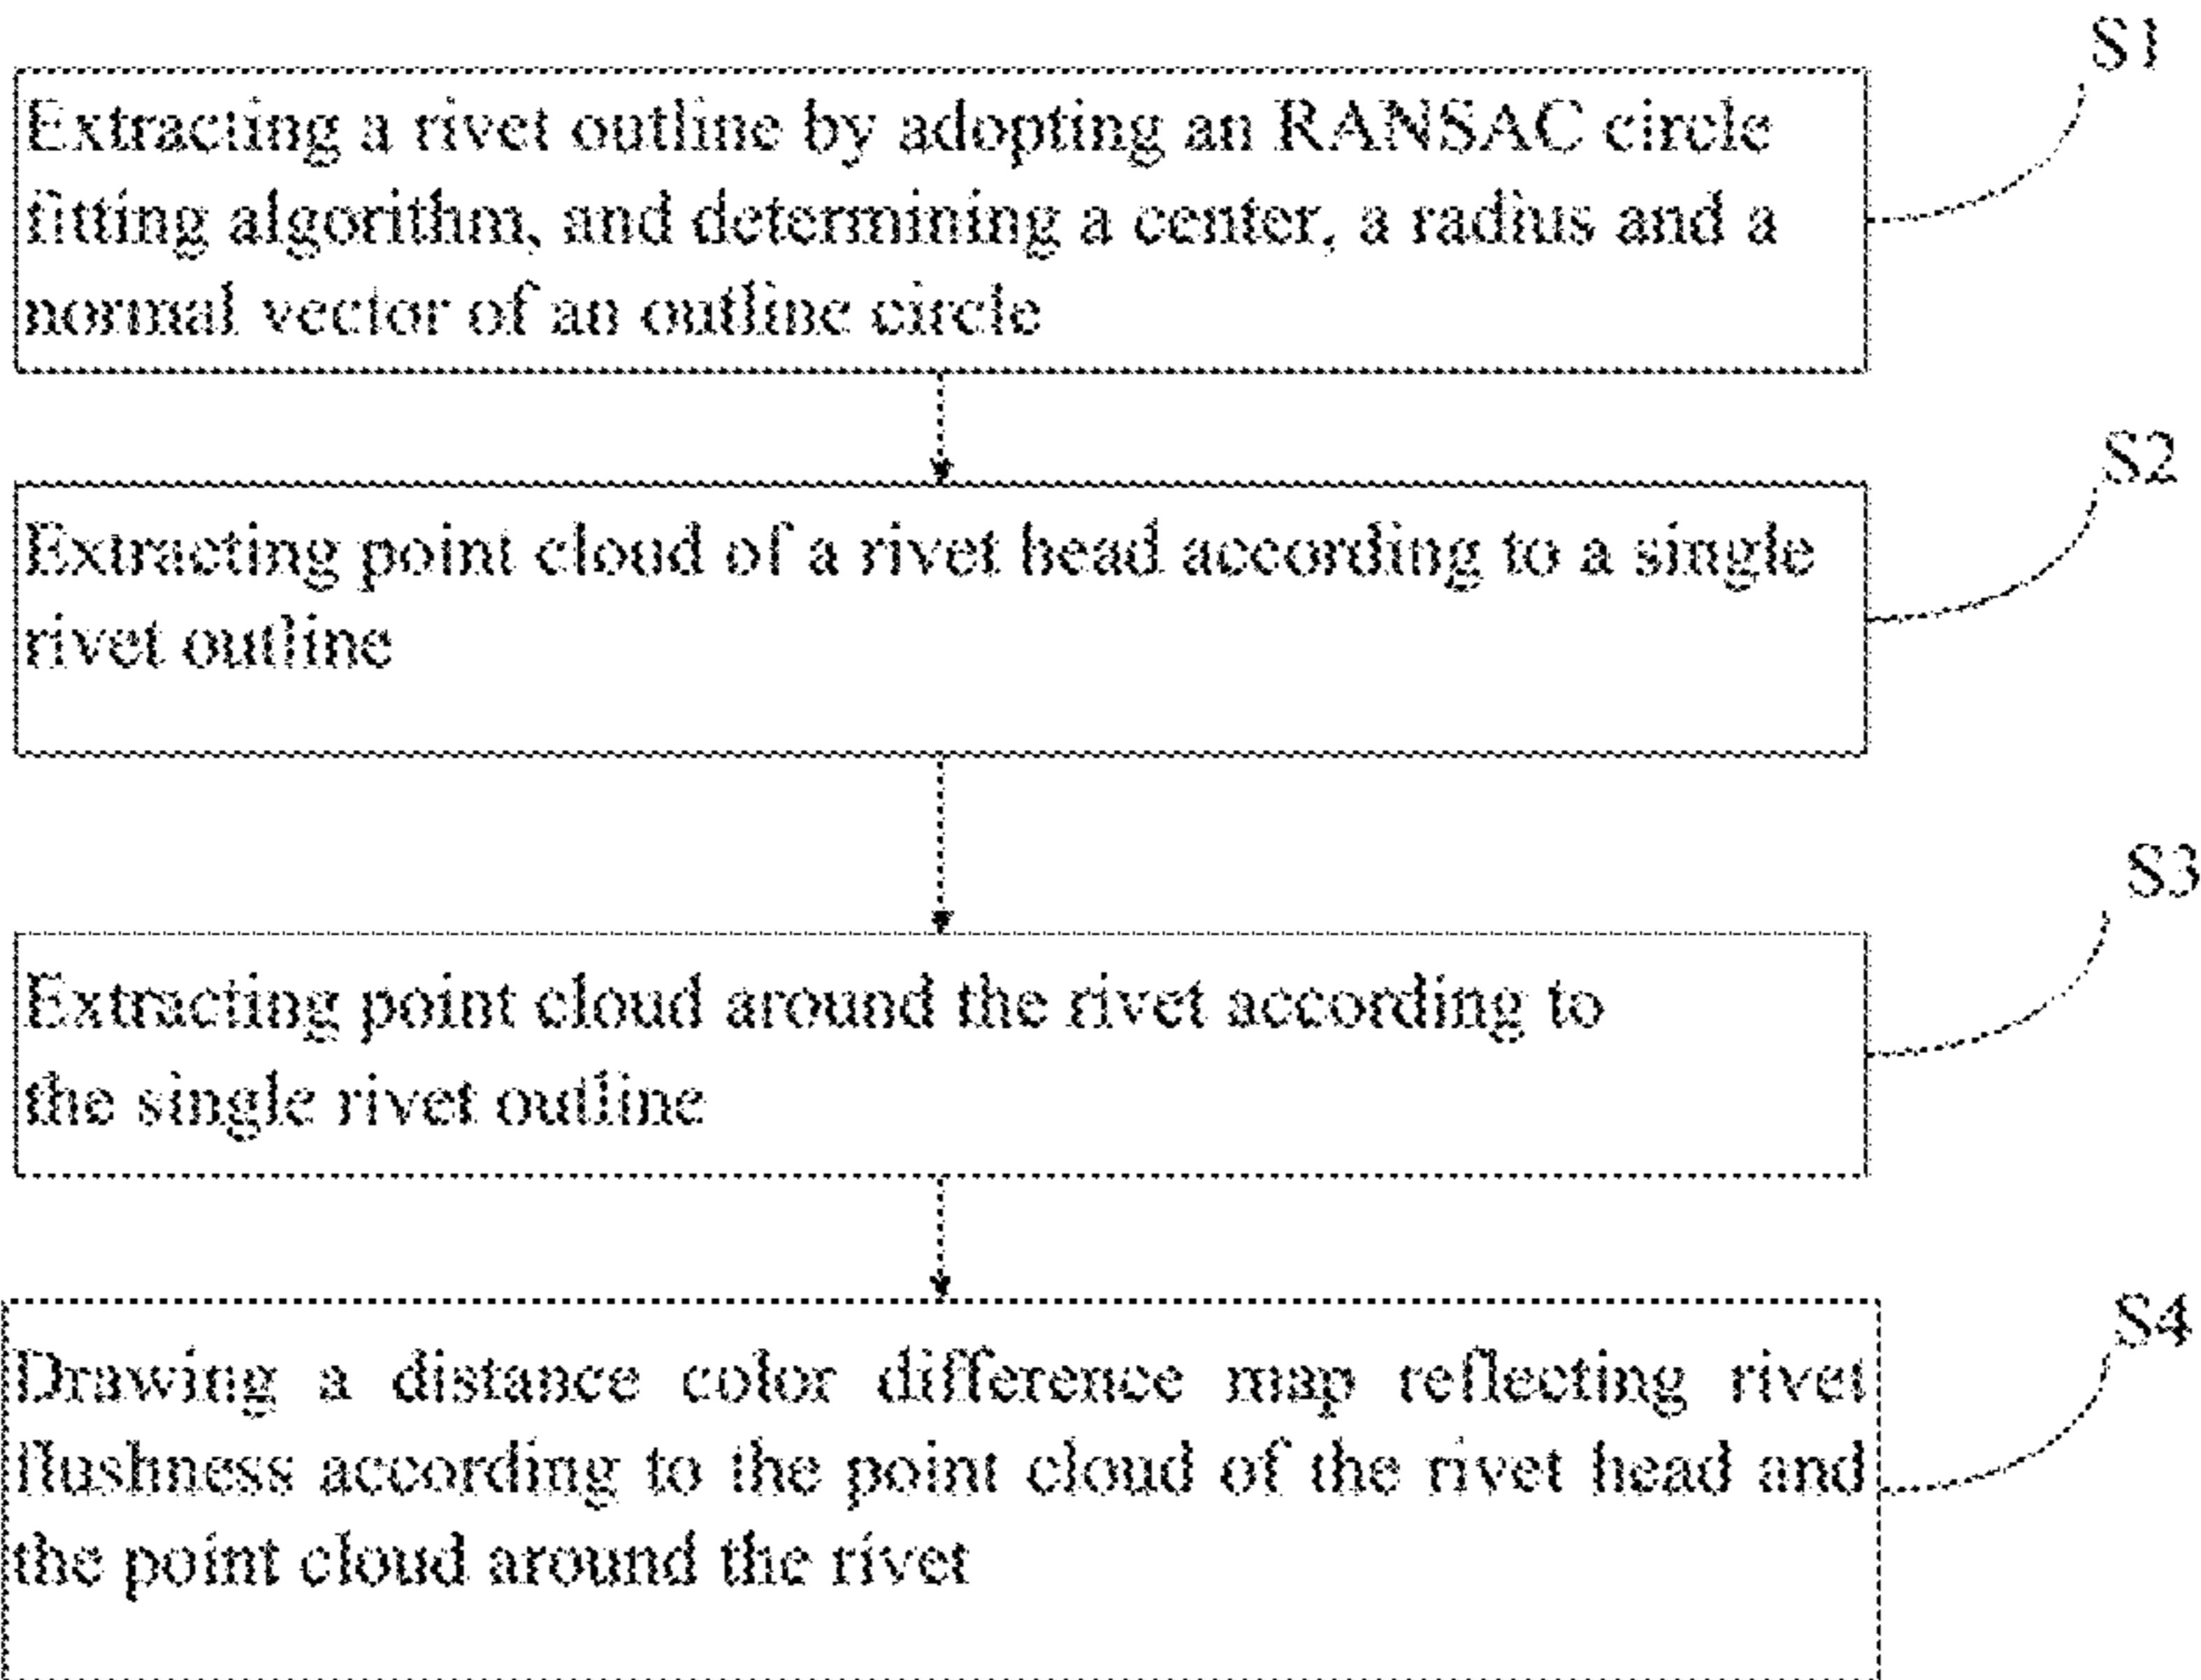 S1
Extracting a rivet outline by adopting an RANSAC circle
fitting algorithm, and determining a center, a radius and a
normal vector of an outline circle
S2
Extracting point cloud of a rivet head according to a single
rivet outline
S3
Extracting point cloud around the rivet according to
the single rivet outline
S4
Drawing a distance color difference map reflecting rivet
flushness according to the point cloud of the rivet head and
the point cloud around the rivet